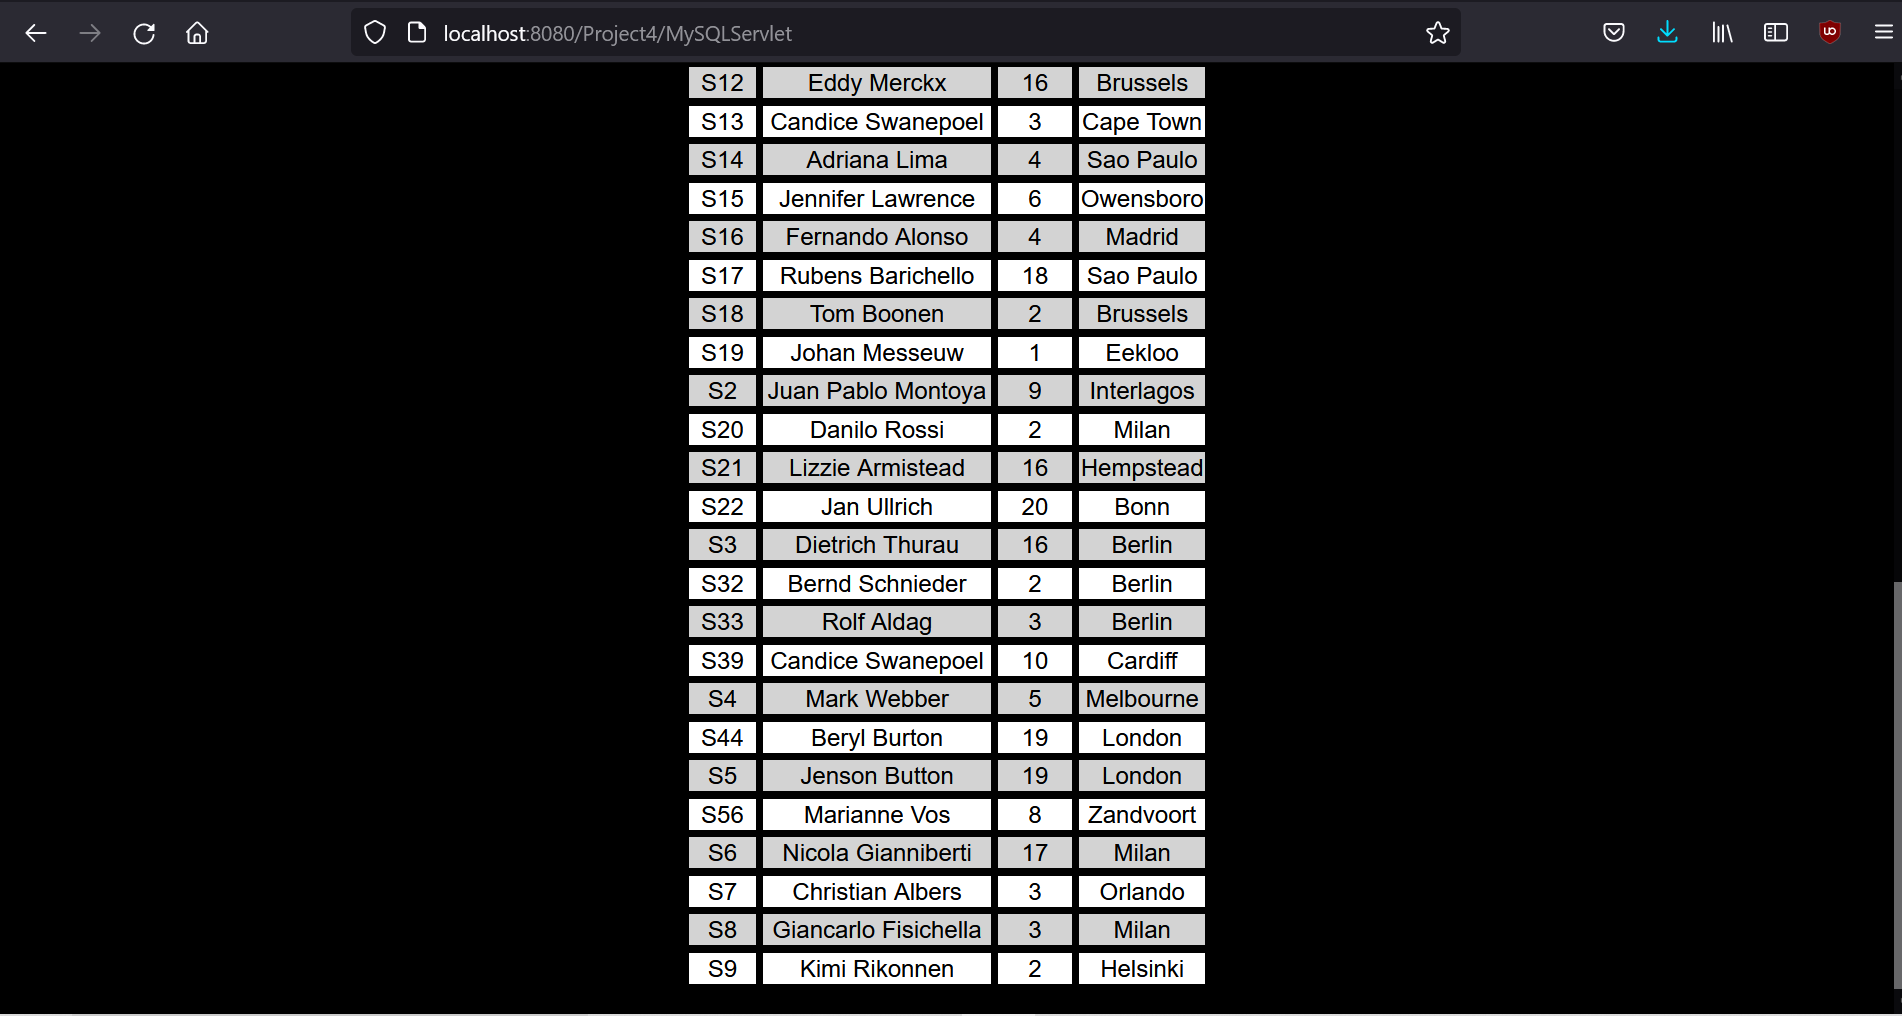 localhost:8080/Project4/MySQLServlet
S12 Eddy Merckx 16 Brussels
S13 Candice Swanepoel 3 Cape Town
S14 Adriana Lima 4 Sao Paulo
S15 Jennifer Lawrence 6 Owensboro
S16 Fernando Alonso 4 Madrid
S17 Rubens Barichello 18 Sao Paulo
S18 Tom Boonen 2 Brussels
S19 Johan Messeuw 1 Eekloo
S2 Juan Pablo Montoya 9 Interlagos
S20 Danilo Rossi 2 Milan
S21 Lizzie Armistead 16 Hempstead
S22 Jan Ullrich 20 Bonn
S3 Dietrich Thurau 16 Berlin
S32 Bernd Schnieder 2 Berlin
S33 Rolf Aldag 3 Berlin
S39 Candice Swanepoel 10 Cardiff
S4 Mark Webber 5 Melbourne
S44 Beryl Burton 19 London
S5 Jenson Button 19 London
S56 Marianne Vos 8 Zandvoort
S6 Nicola Gianniberti 17 Milan
S7 Christian Albers 3 Orlando
S8 Giancarlo Fisichella 3 Milan
S9 Kimi Rikonnen 2 Helsinki